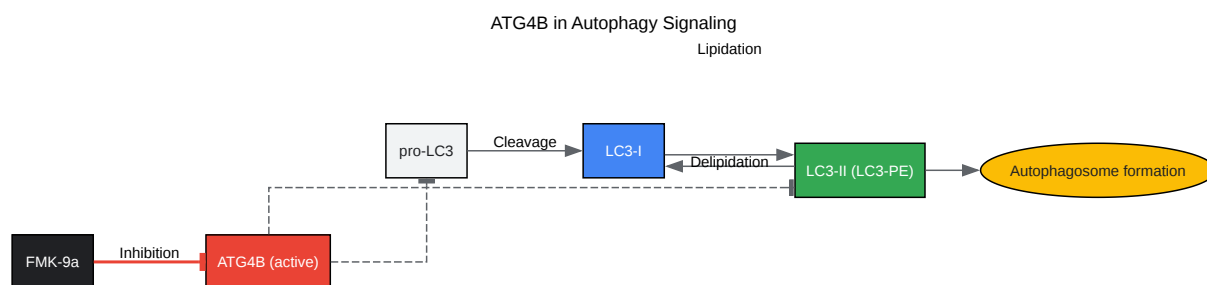 ATG4B in Autophagy Signaling
Lipidation
pro-LC3
Cleavage
LC3-I
Delipidation
LC3-II (LC3-PE)
Autophagosome formation
FMK-9a
Inhibition
ATG4B (active)